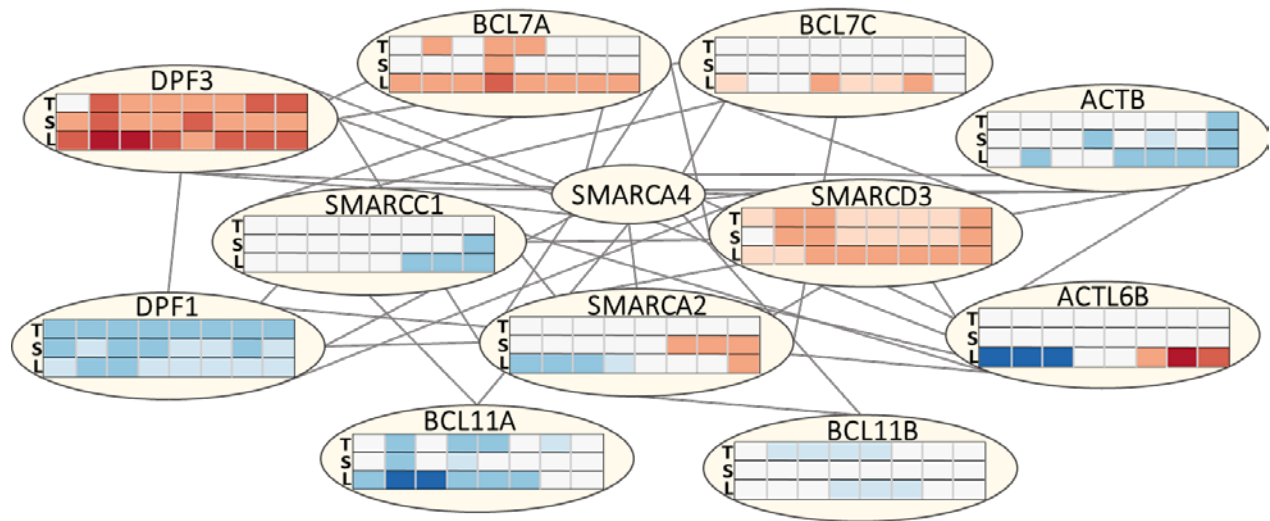 BCL7A
T
S
L
BCL7C
T
S
L
DPF3
T
S
L
ACTB
T
S
L
SMARCA4
SMARCC1
T
S
L
SMARCD3
T
S
L
DPF1
T
S
L
SMARCA2
T
S
L
ACTL6B
T
S
L
BCL11A
T
S
L
BCL11B
T
S
L